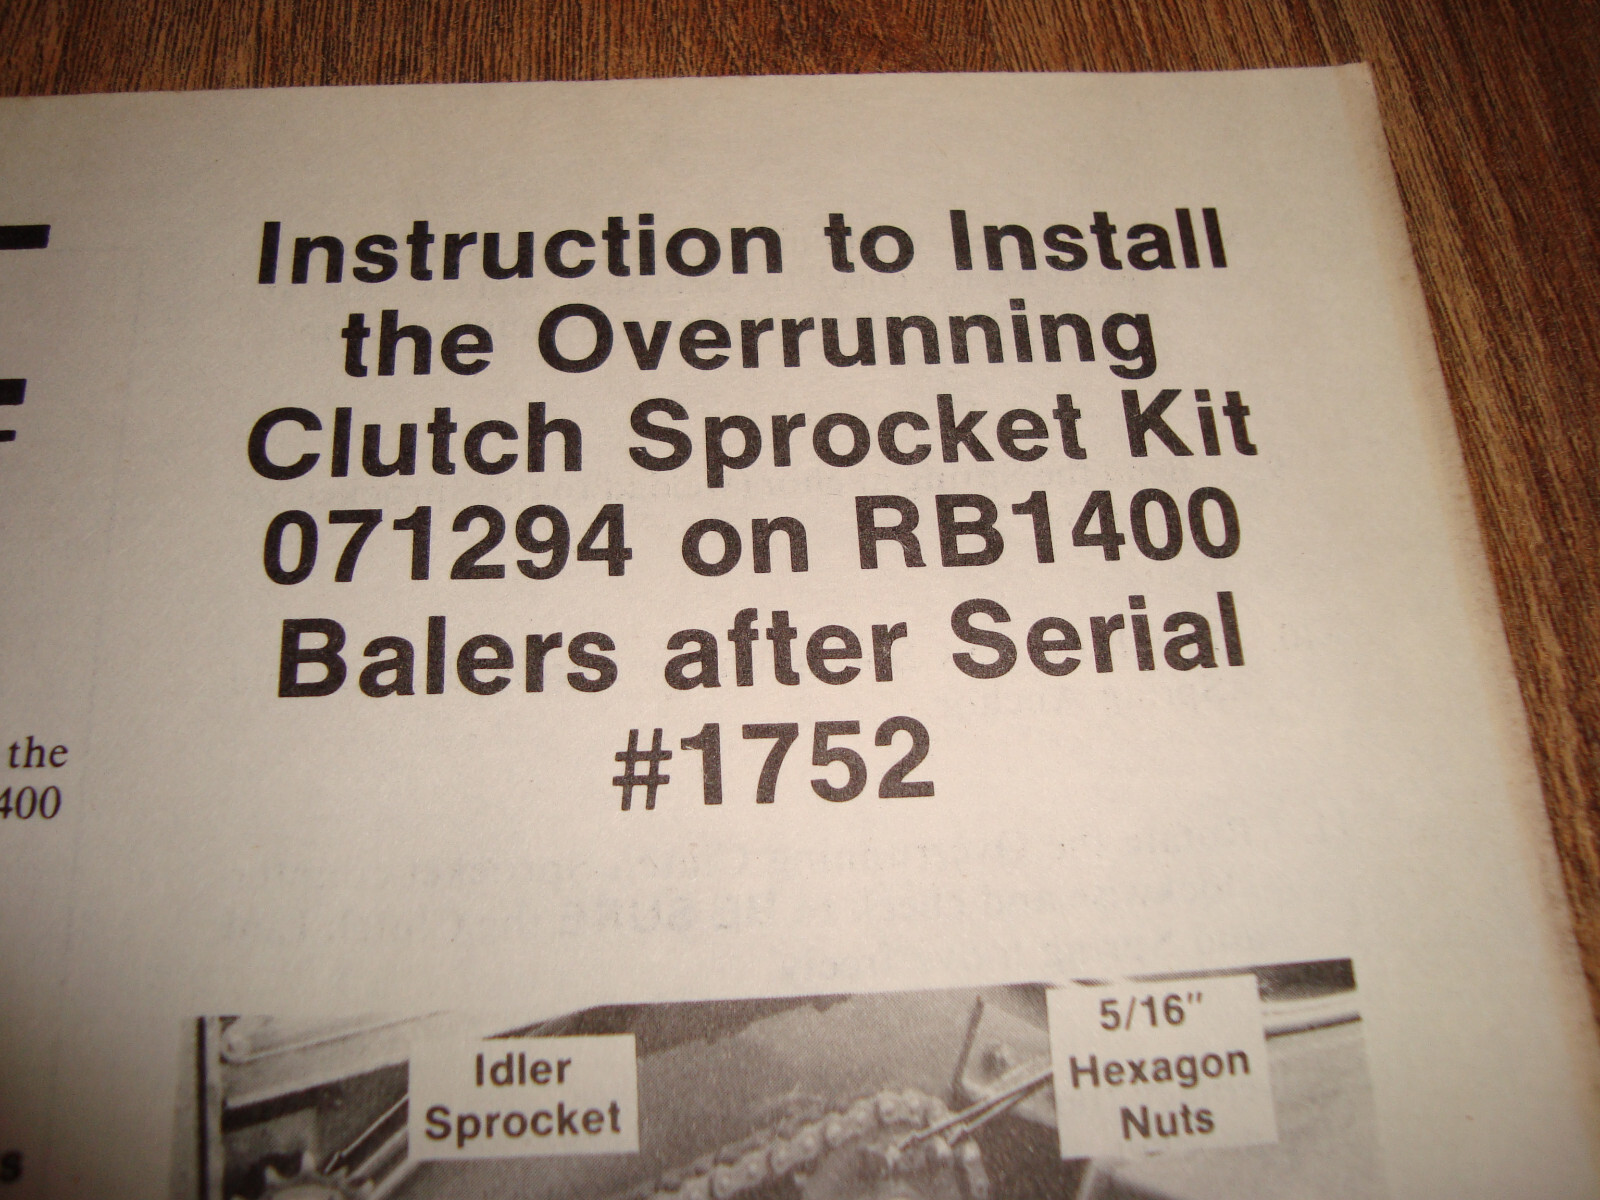 Instruction to Install
the Overrunning
Clutch Sprocket Kit
071294 on RB1400
Balers after Serial
#1752
the
400
Idler
Sprocket
5/16"
Hexagon
Nuts